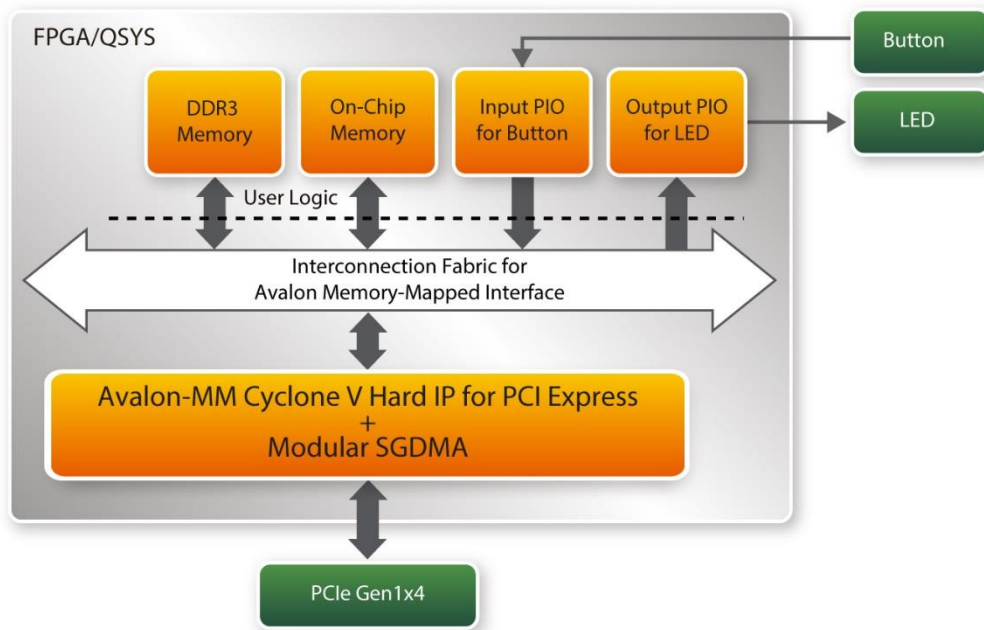 FPGA/QSYS
Button
DDR3
Memory
On-Chip
Memory
Input PIO
for Button
Output PIO
for LED
LED
User Logic
Interconnection Fabric for
Avalon Memory-Mapped Interface
Avalon-MM Cyclone V Hard IP for PCI Express
+
Modular SGDMA
PCIe Gen1x4